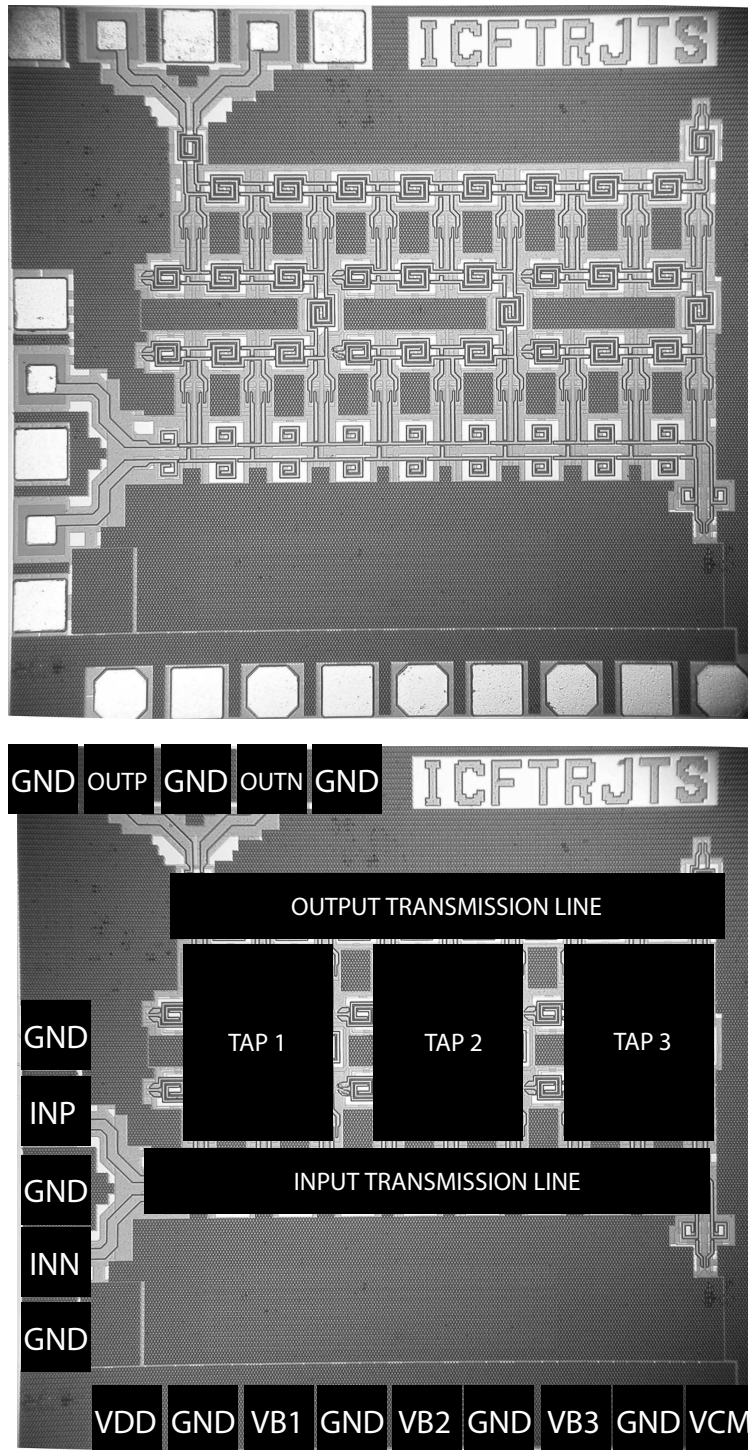 ICFTRJTS
GND OUTP GND OUTN GND
ICFTRJTS
OUTPUT TRANSMISSION LINE
GND
TAP 1 TAP 2 TAP 3
INP
GND
INPUT TRANSMISSION LINE
INN
GND
VDD GND VB1 GND VB2 GND VB3 GND VCM